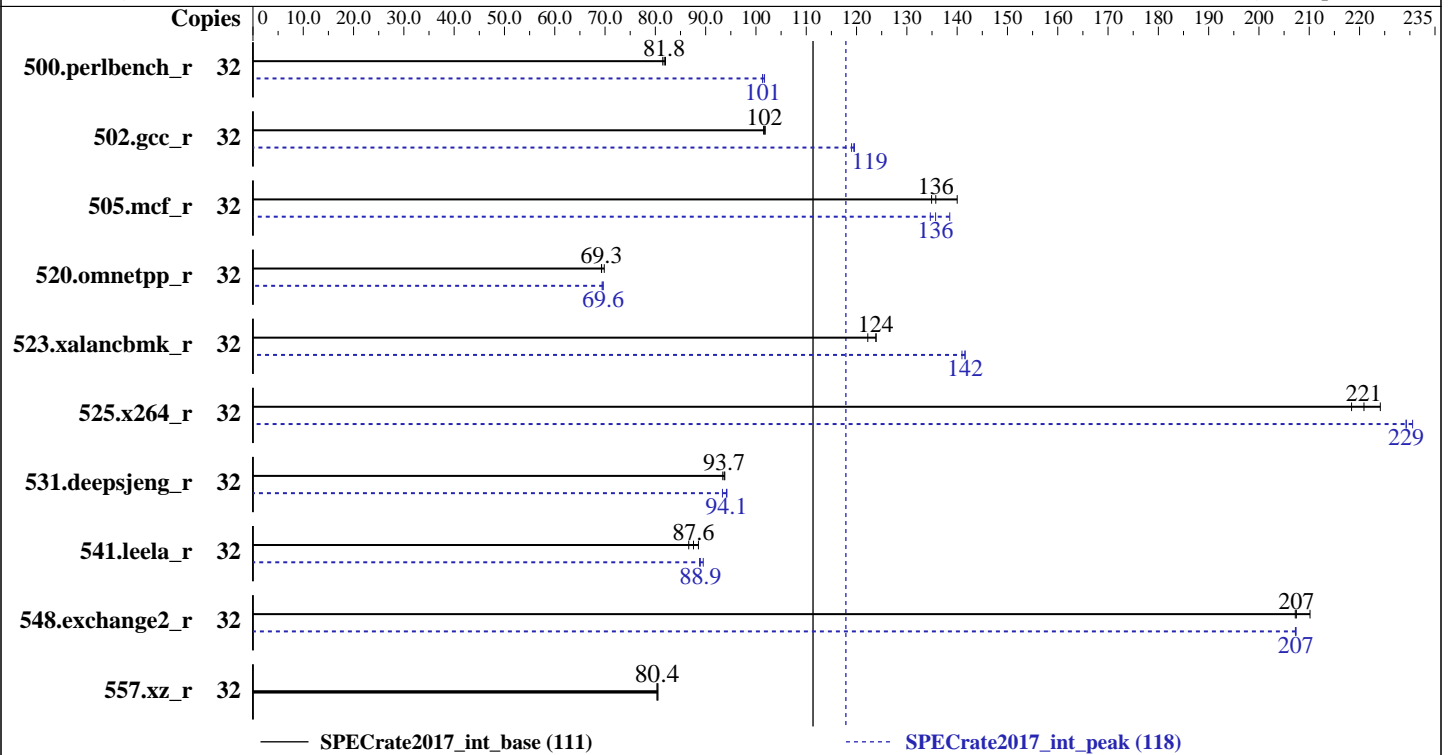 Copies 0 10.0 20.0 30.0 40.0 50.0 60.0 70.0 80.0 90.0 100 110 120 130 140 150 160 170 180 190 200 210 220 235
81.8
500.perlbench_r 32
101
102
502.gcc_r 32
119
136
505.mcf_r 32
136
69.3
520.omnetpp_r 32
69.6
124
523.xalancbmk_r 32
142
221
525.x264_r 32
229
93.7
531.deepsjeng_r 32
94.1
87.6
541.leela_r 32
88.9
207
548.exchange2_r 32
207
80.4
557.xz_r 32
SPECrate2017_int_base (111) SPECrate2017_int_peak (118)